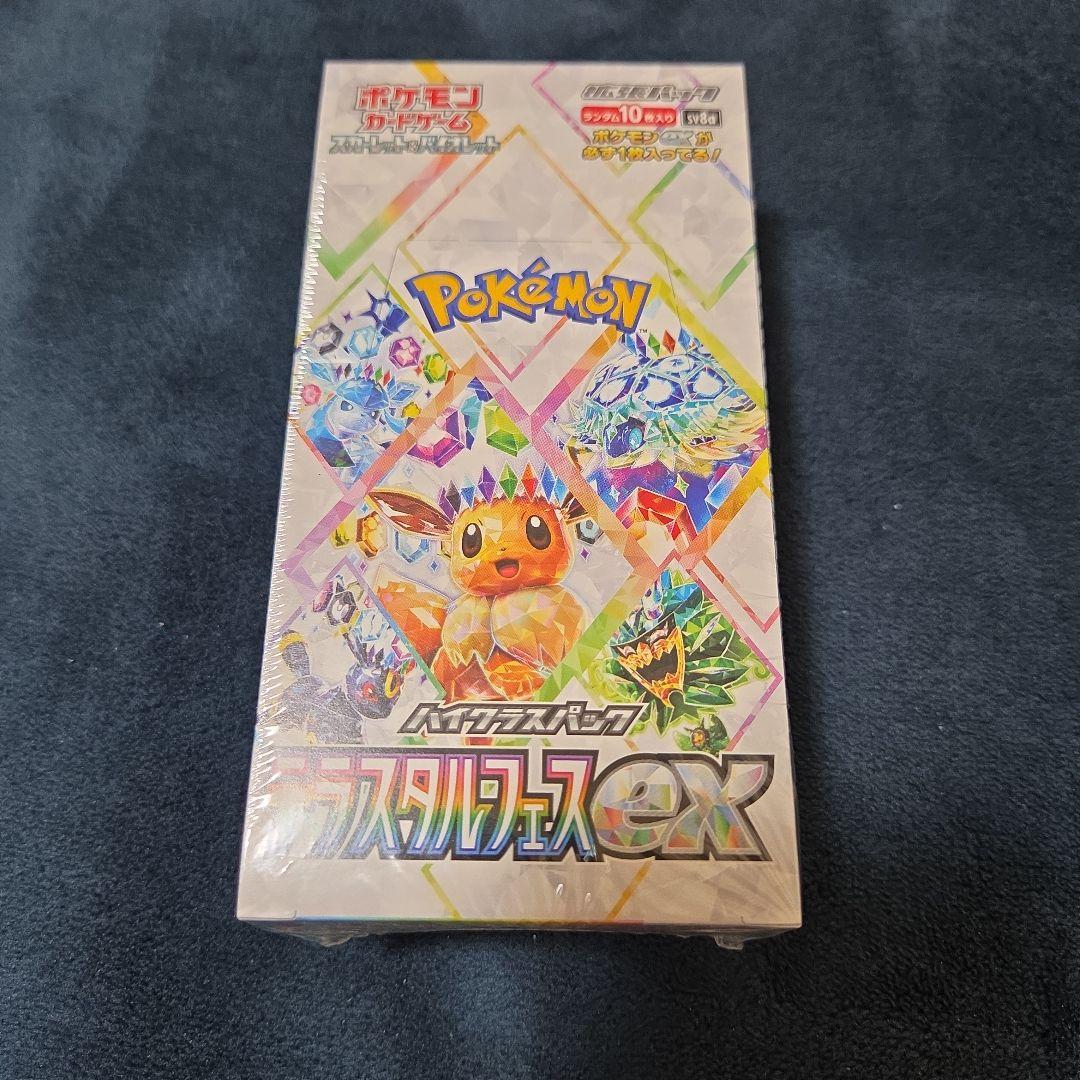 ポケモン
カードゲーム
スカーレット&バイオレット
拡張パック
ランダム10枚入り sv8a
ポケモンexが
必ず1枚入ってる!
POKéMON
TM
ハイクラスパック
テラスタルフェスex